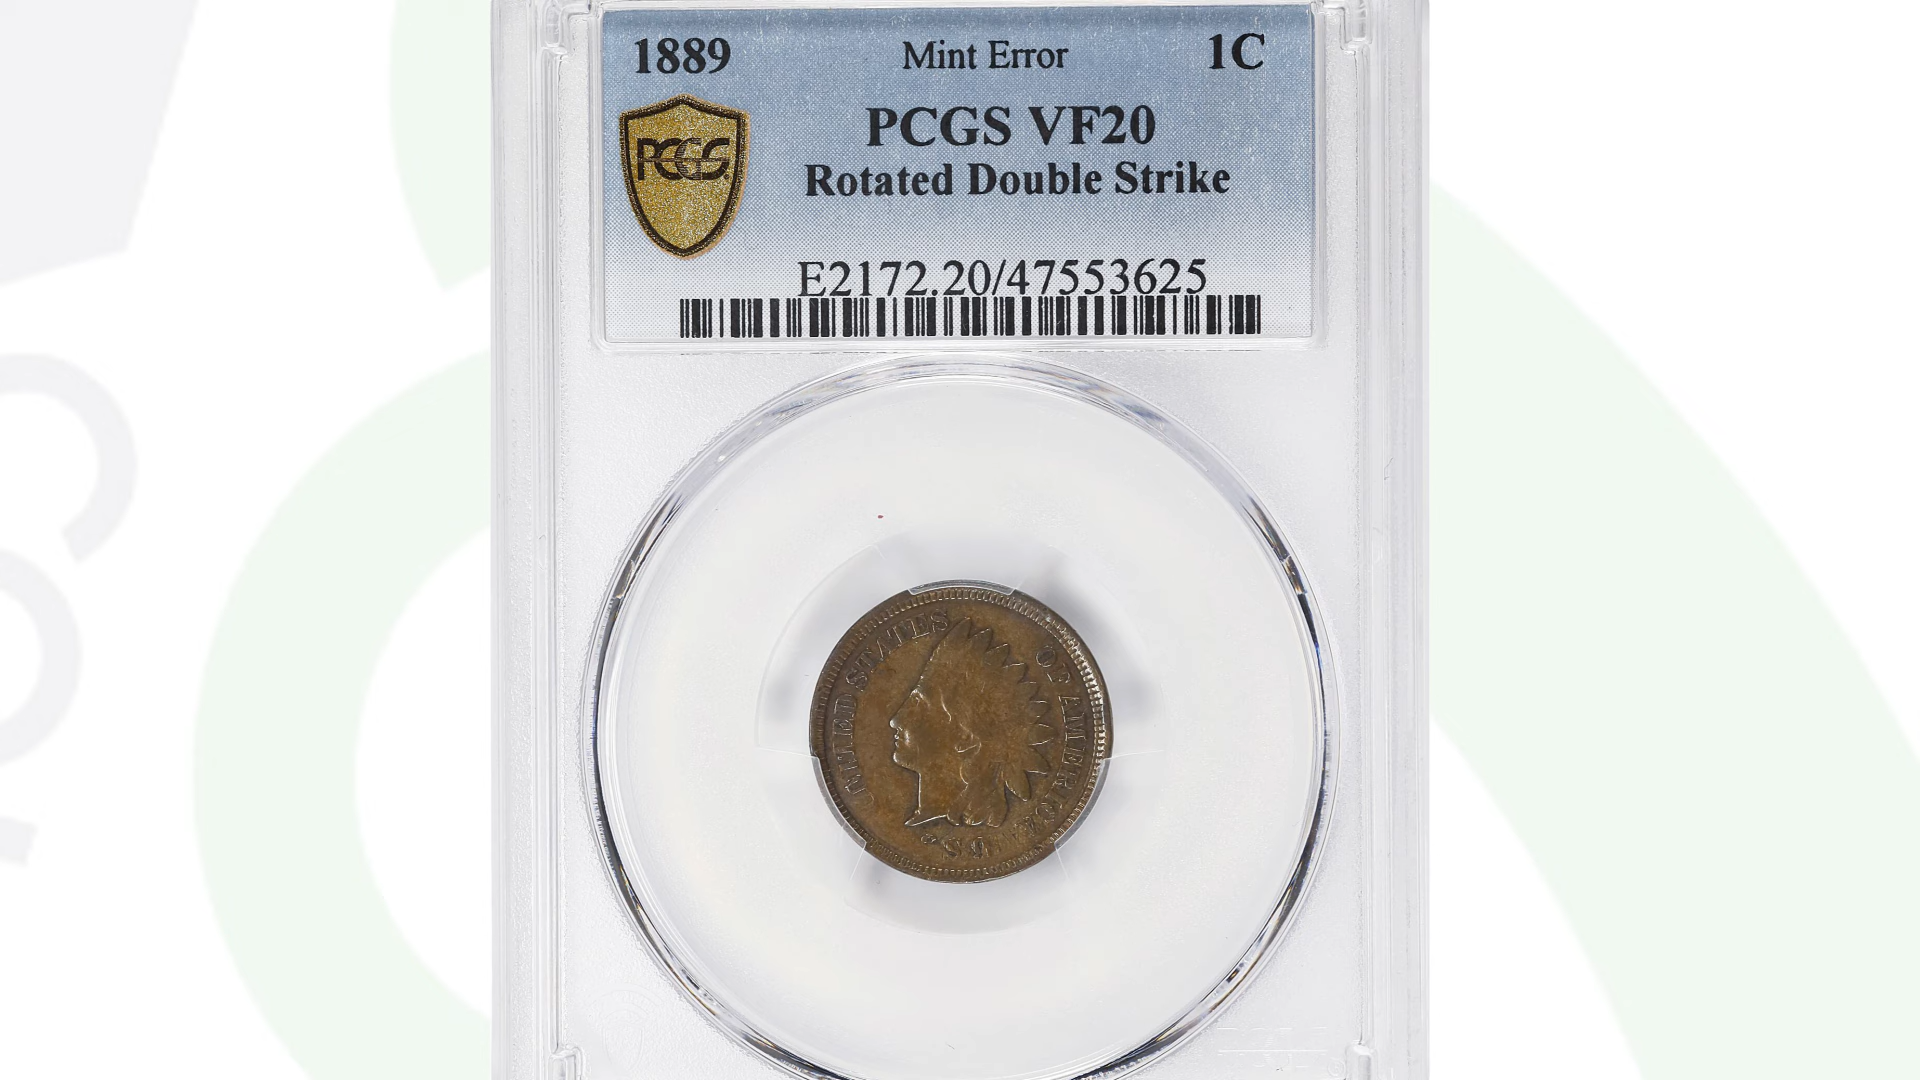 1889 Mint Error 1C
PCGS VF20
PCGS
Rotated Double Strike
E2172.20/47553625
UNITED STATES
OF AMERICA